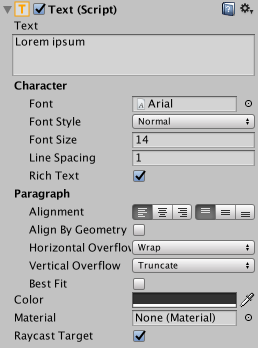 Text (Script)
Text
Lorem ipsum
Character
Font Arial
Font Style Normal
Font Size 14
Line Spacing 1
Rich Text
Paragraph
Alignment
Align By Geometry
Horizontal Overflov Wrap
Vertical Overflow Truncate
Best Fit
Color
Material None (Material)
Raycast Target